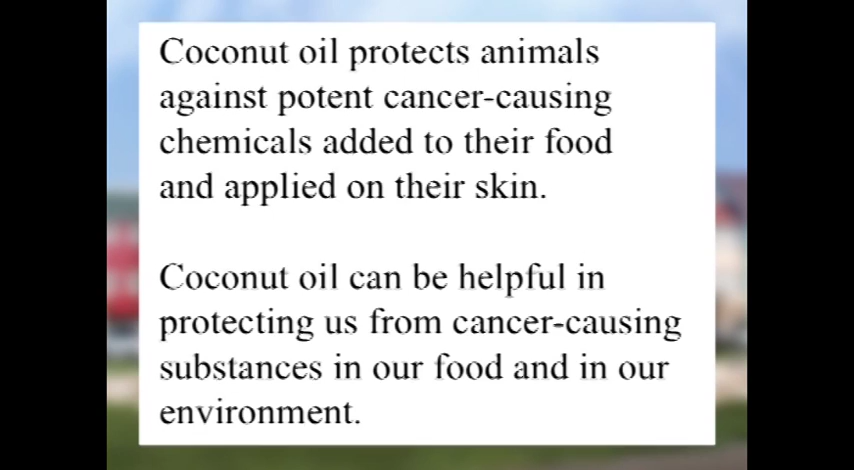 Coconut oil protects animals
against potent cancer-causing
chemicals added to their food
and applied on their skin.
Coconut oil can be helpful in
protecting us from cancer-causing
substances in our food and in our
environment.